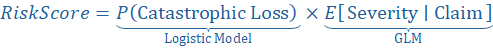 RiskScore = P(Catastrophic Loss) × E[Severity | Claim]
Logistic Model GLM